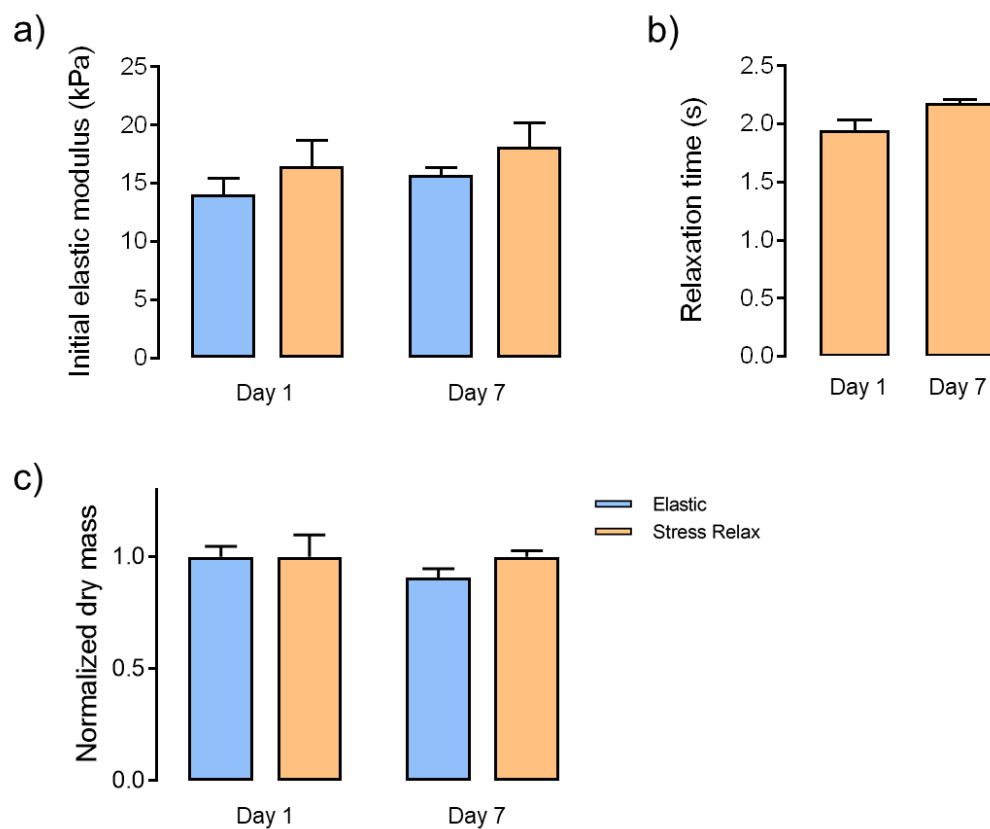 a)
Initial elastic modulus (kPa)
25
20
15
10
5
0
Day 1
Day 7
b)
Relaxation time (s)
2.5
2.0
1.5
1.0
0.5
0.0
Day 1
Day 7
c)
Normalized dry mass
1.0
0.5
0.0
Day 1
Day 7
Elastic
Stress Relax